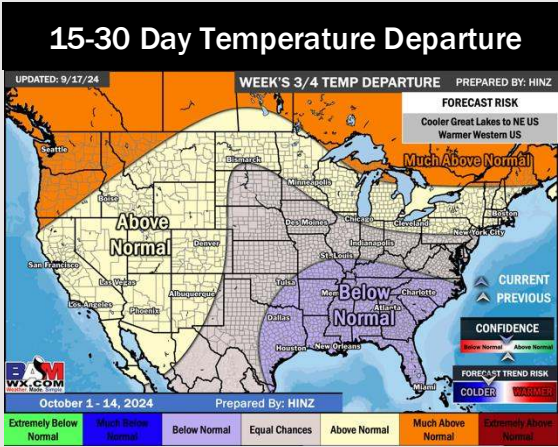 15-30 Day Temperature Departure
UPDATED: 9/17/24
WEEK'S 3/4 TEMP DEPARTURE
PREPARED BY: HINZ
FORECAST RISK
Cooler Great Lakes to NE US
Warmer Western US
Seattle
Much Above Normal
Bismarck
Minneapolis
Boise
Boston
Above
Normal
Des Moines
Chicago
Cleveland
New York City
Denver
Indianapolis
San Francisco
St. Louis
Las Vegas
CURRENT
PREVIOUS
Tulsa
Below
Normal
Charlotte
Los Angeles
Albuquerque
Mem
Atlanta
Phoenix
Dallas
CONFIDENCE
Below Normal
Above Normal
Houston
New Orleans
FORECAST TREND RISK
BAM
WX.COM
Weather Made Simple
Miami
COLDER
WARMER
October 1 - 14, 2024
Prepared By: HINZ
Extremely Below Normal
Much Below Normal
Below Normal
Equal Chances
Above Normal
Much Above Normal
Extremely Above Normal